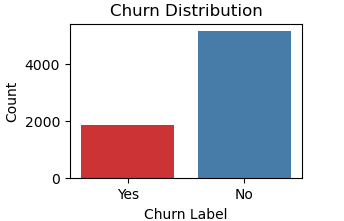 Churn Distribution
4000
2000
0
Count
Yes
No
Churn Label